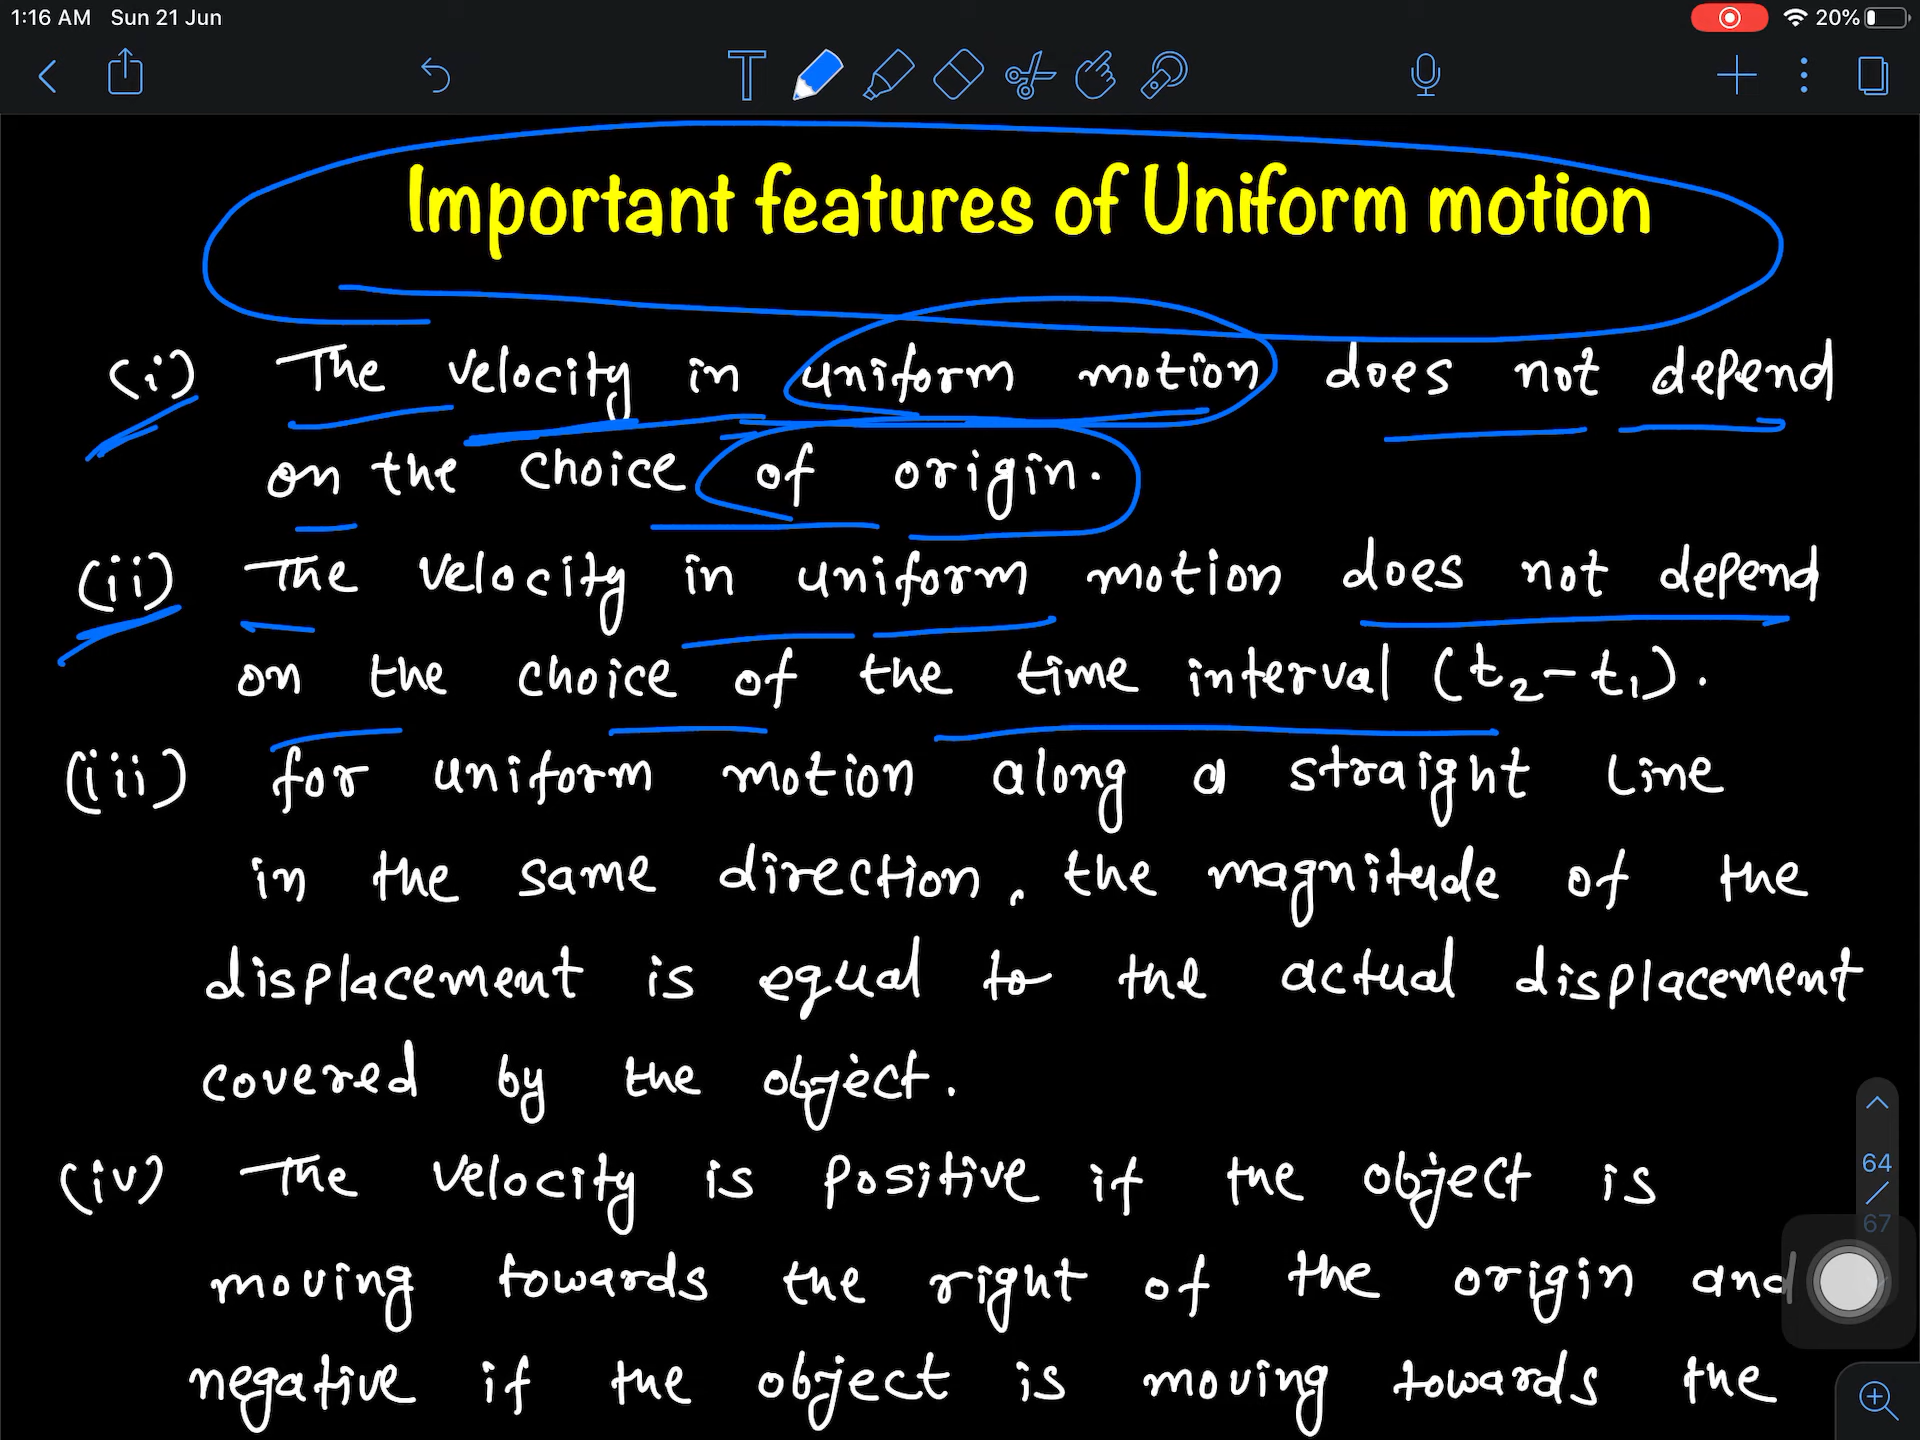 1:16 AM Sun 21 Jun 20%
Important features of Uniform motion
(i) The velocity in uniform motion does not depend
on the choice of origin.
(ii) The velocity in uniform motion does not depend
on the choice of the time interval (t₂-t₁).
(iii) for uniform motion along a straight line
in the same direction, the magnitude of the
displacement is equal to the actual displacement
covered by the object.
(iv) The velocity is positive if the object is
moving towards the right of the origin and
negative if the object is moving towards the
64
/
67